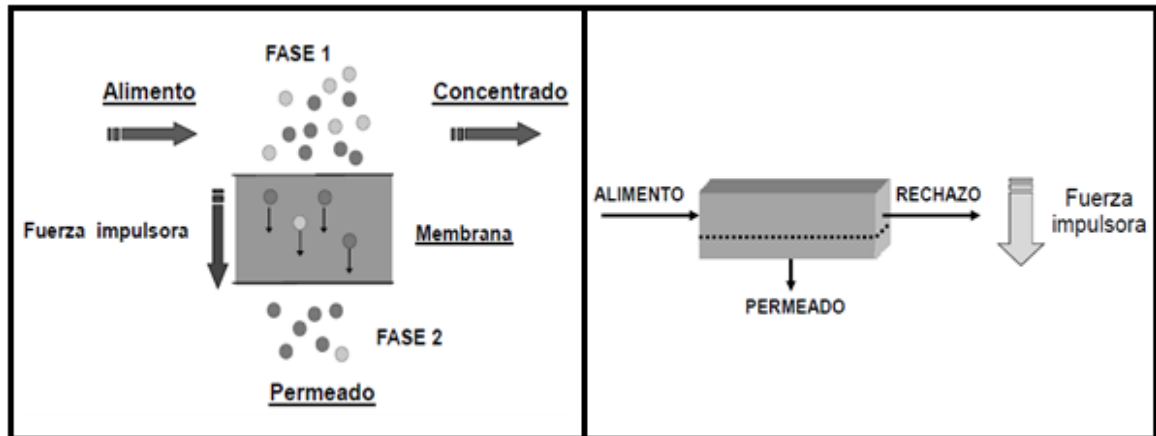 FASE 1
Alimento
Concentrado
Fuerza impulsora
Membrana
FASE 2
Permeado
ALIMENTO
RECHAZO
Fuerza
impulsora
PERMEADO